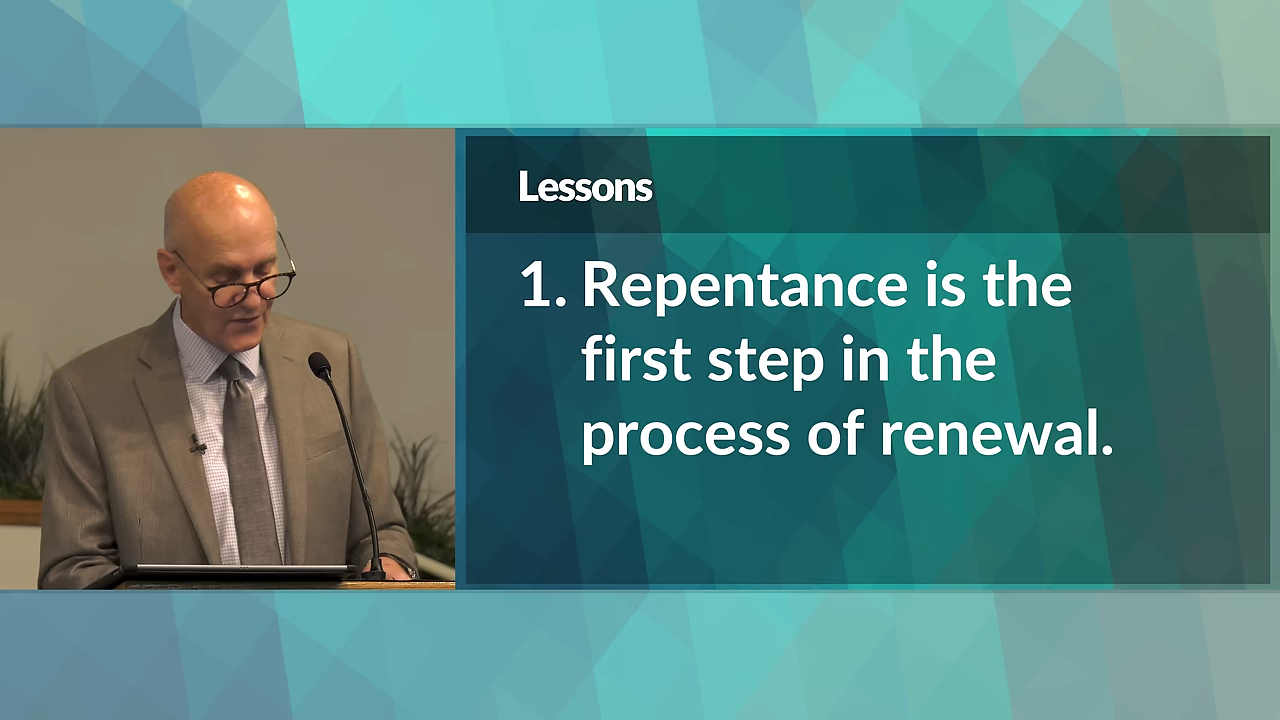 Lessons
1. Repentance is the
first step in the
process of renewal.